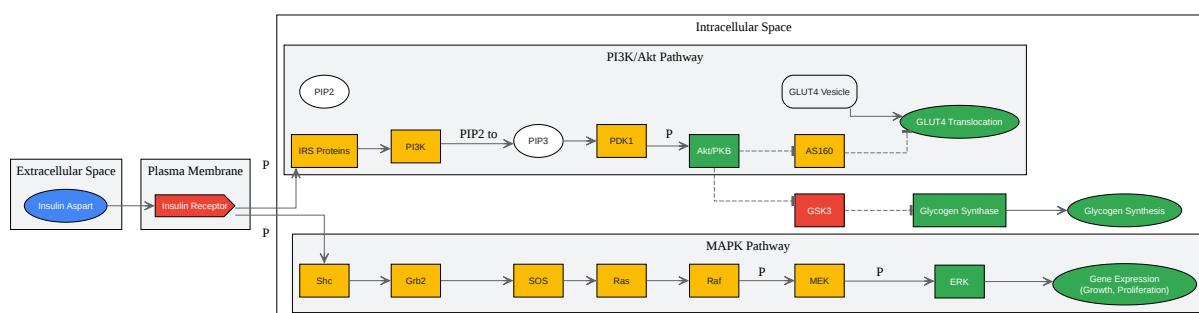 Intracellular Space
PI3K/Akt Pathway
PIP2
GLUT4 Vesicle
GLUT4 Translocation
IRS Proteins
PI3K
PIP2 to
PIP3
PDK1
P
Akt/PKB
AS160
P
Extracellular Space
Insulin Aspart
Plasma Membrane
Insulin Receptor
GSK3
Glycogen Synthase
Glycogen Synthesis
P
MAPK Pathway
Shc
Grb2
SOS
Ras
Raf
P
MEK
P
ERK
Gene Expression
(Growth, Proliferation)